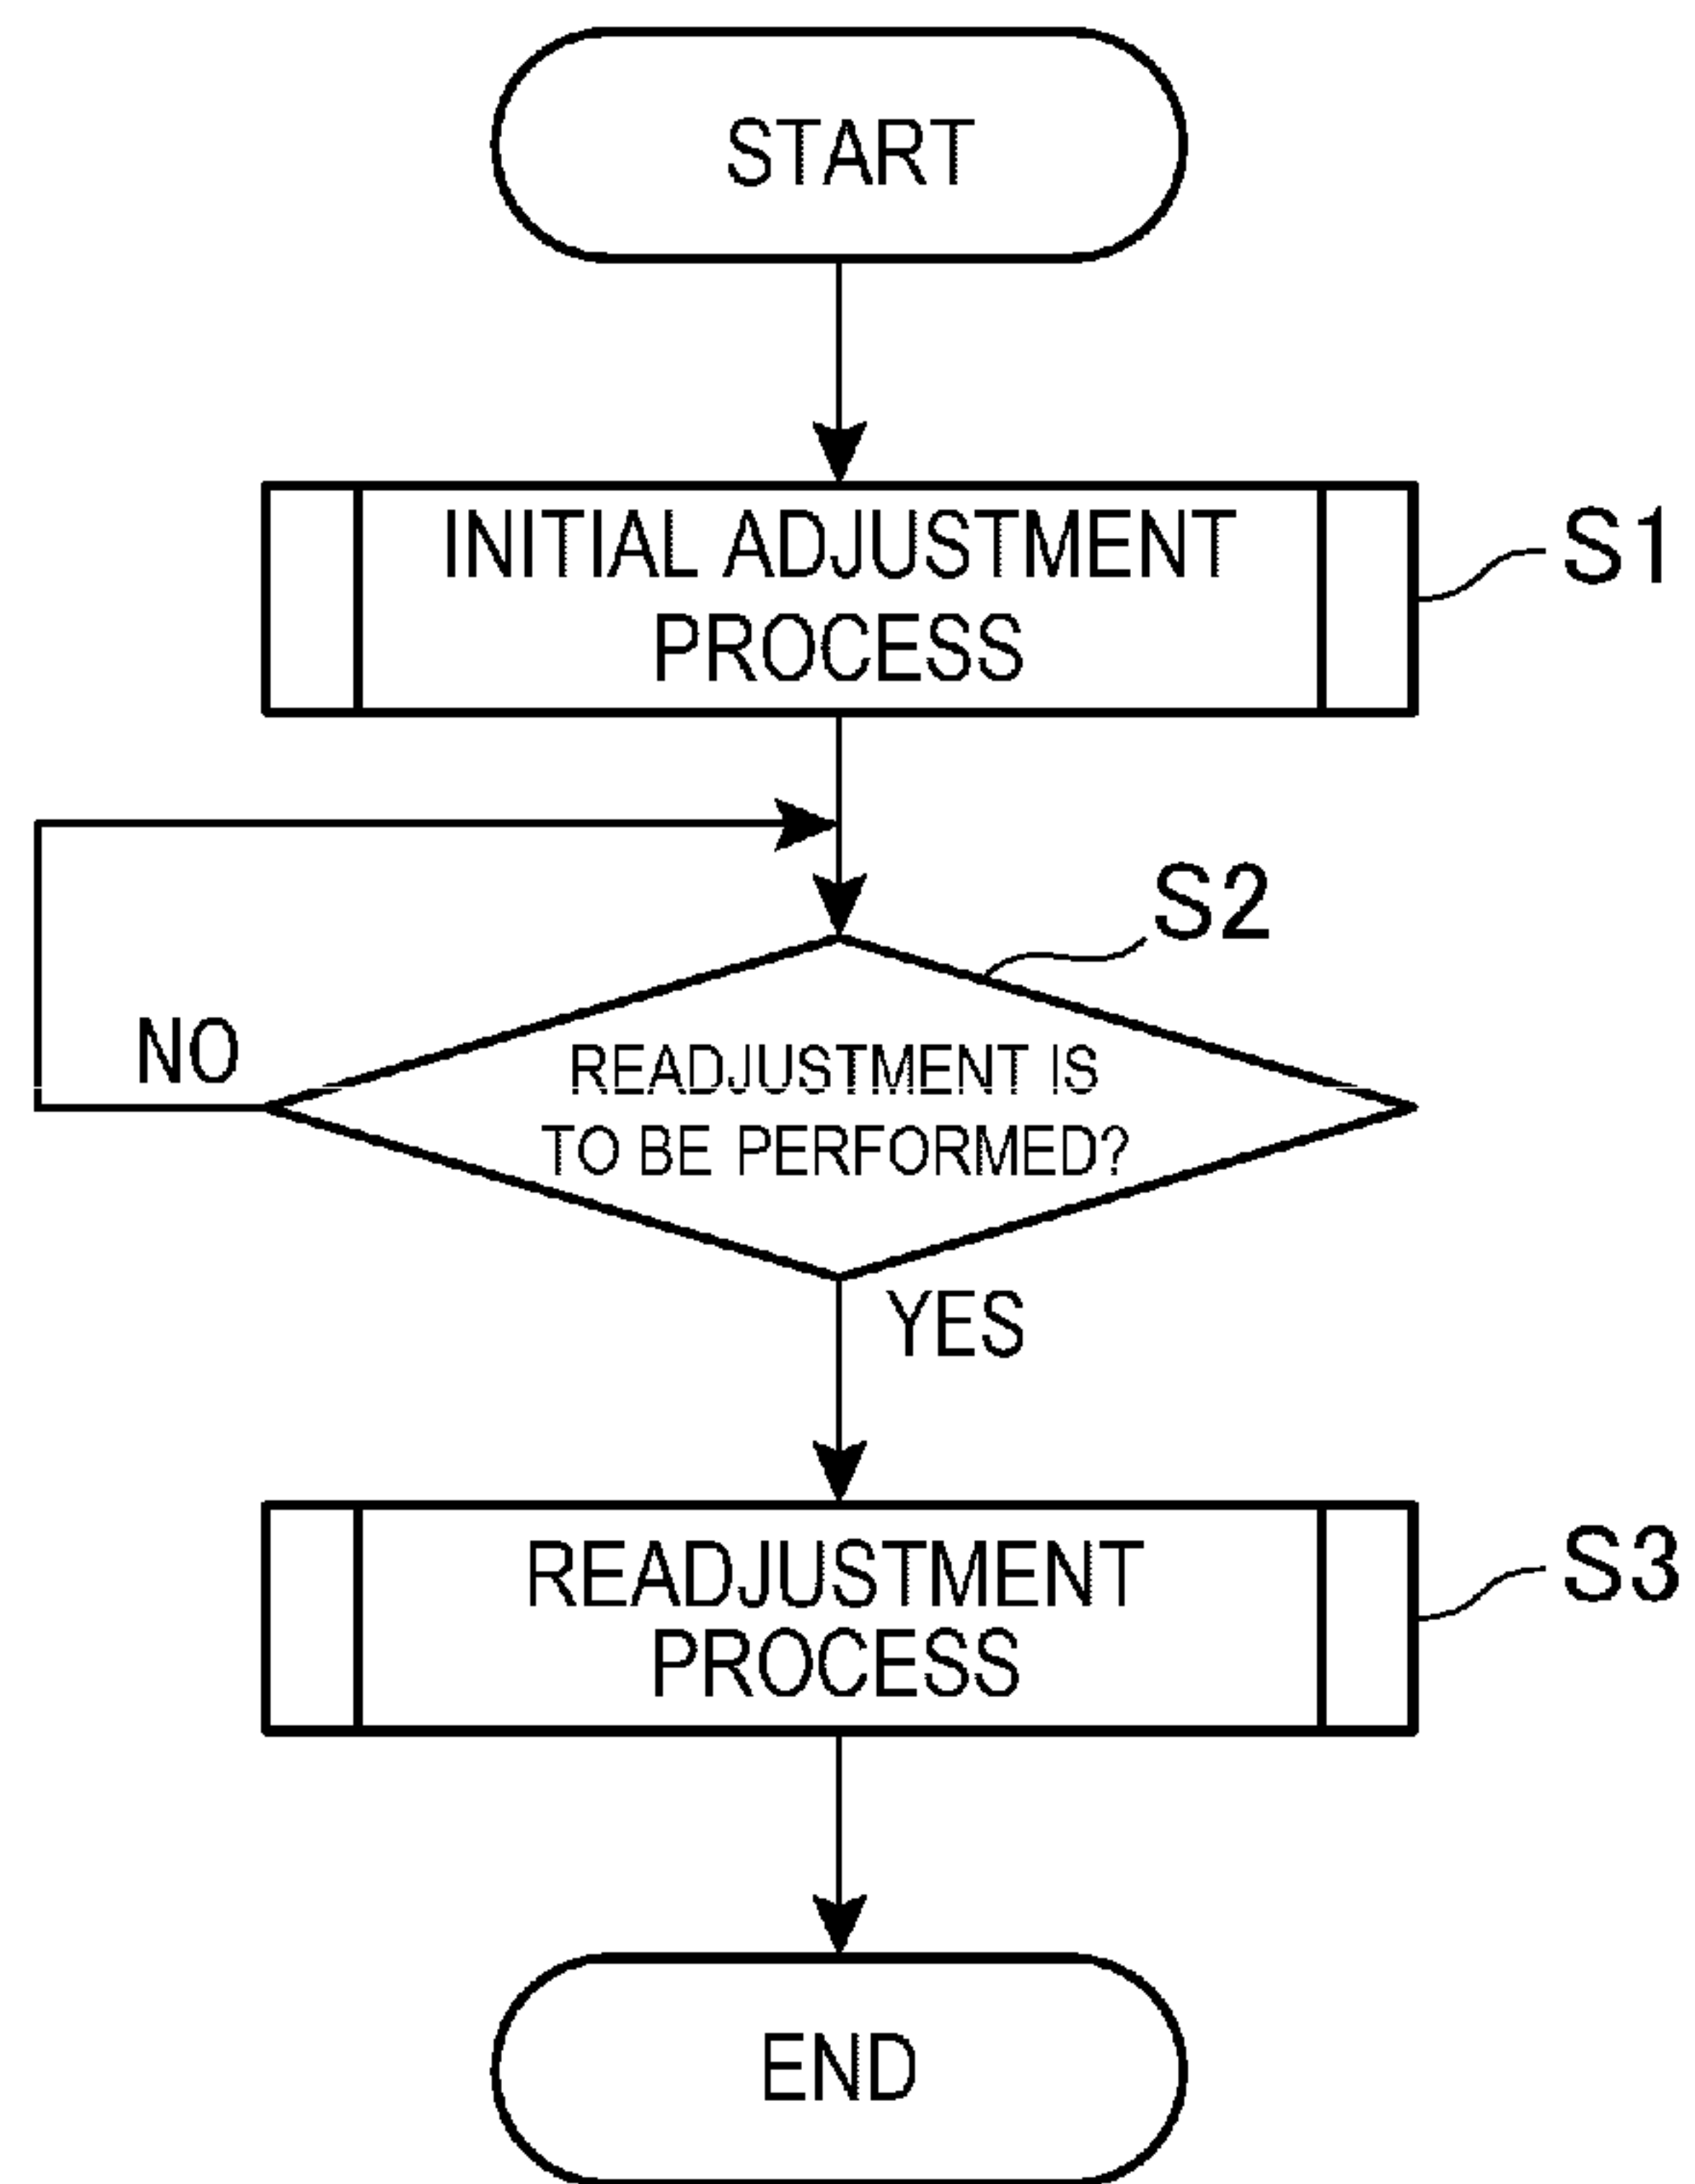 START
INITIAL ADJUSTMENT
PROCESS
S1
S2
NO
READJUSTMENT IS
TO BE PERFORMED?
YES
READJUSTMENT
PROCESS
S3
END